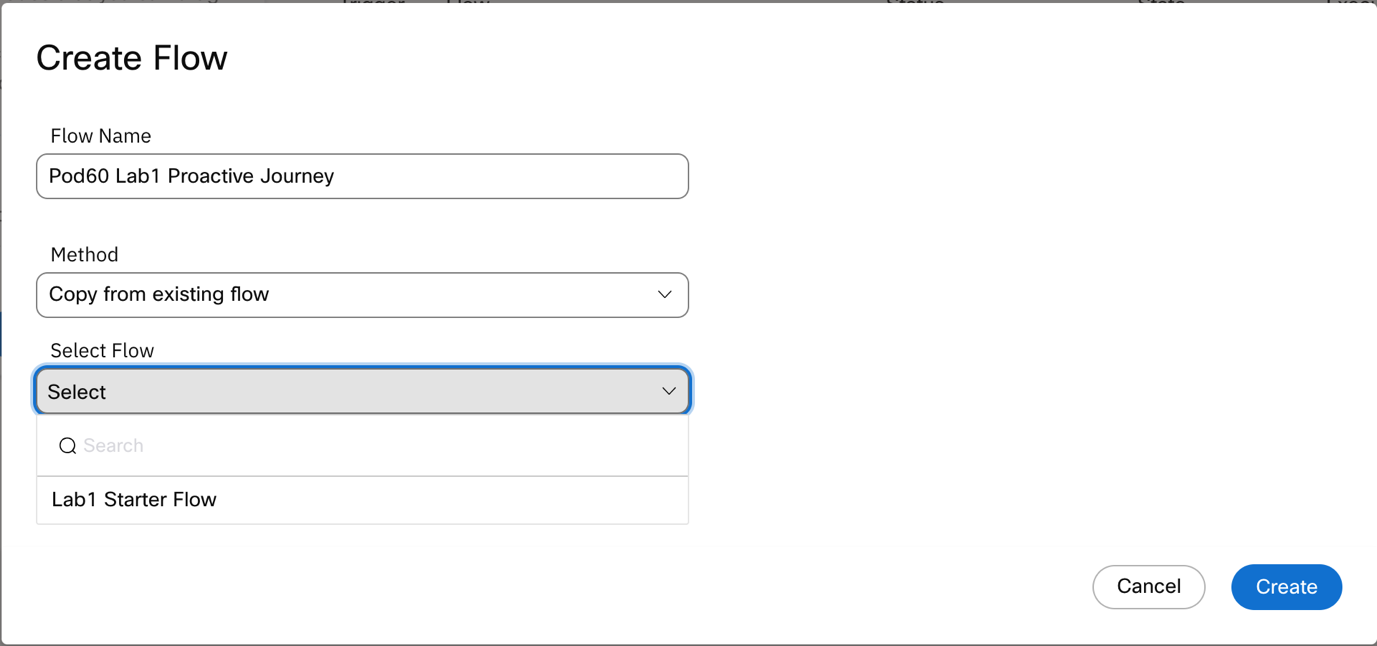 Create Flow
Flow Name
Pod60 Lab1 Proactive Journey
Method
Copy from existing flow
Select Flow
Select
Search
Lab1 Starter Flow
Cancel
Create